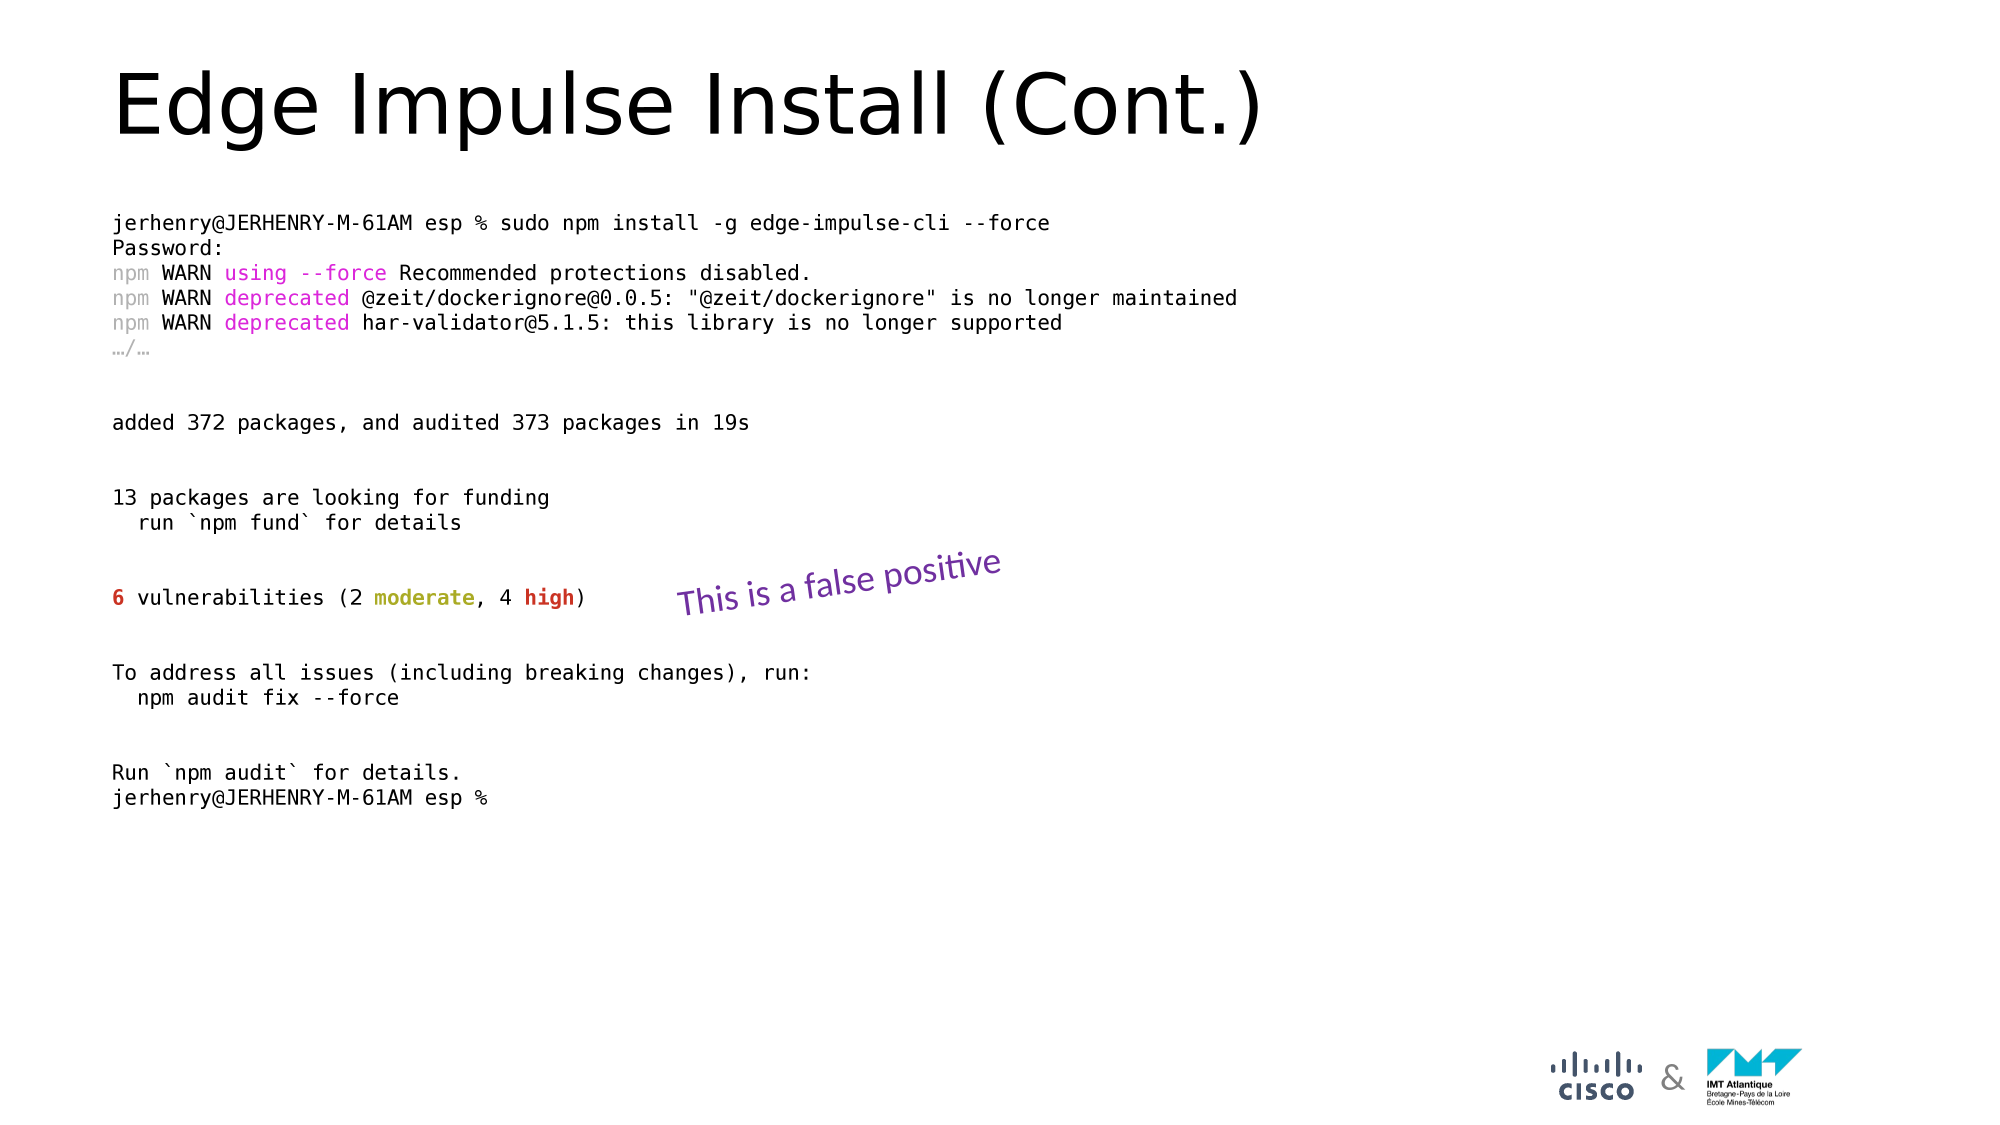 Edge Impulse Install (Cont.)
jerhenry@JERHENRY-M-61AM esp % sudo npm install -g edge-impulse-cli --force
Password:
npm WARN using --force Recommended protections disabled.
npm WARN deprecated @zeit/dockerignore@0.0.5: "@zeit/dockerignore" is no longer maintained
npm WARN deprecated har-validator@5.1.5: this library is no longer supported
…/…
added 372 packages, and audited 373 packages in 19s
13 packages are looking for funding
  run `npm fund` for details
6 vulnerabilities (2 moderate, 4 high)
This is a false positive
To address all issues (including breaking changes), run:
  npm audit fix --force
Run `npm audit` for details.
jerhenry@JERHENRY-M-61AM esp %
CISCO
&
IMT Atlantique
Bretagne-Pays de la Loire
École Mines-Télécom